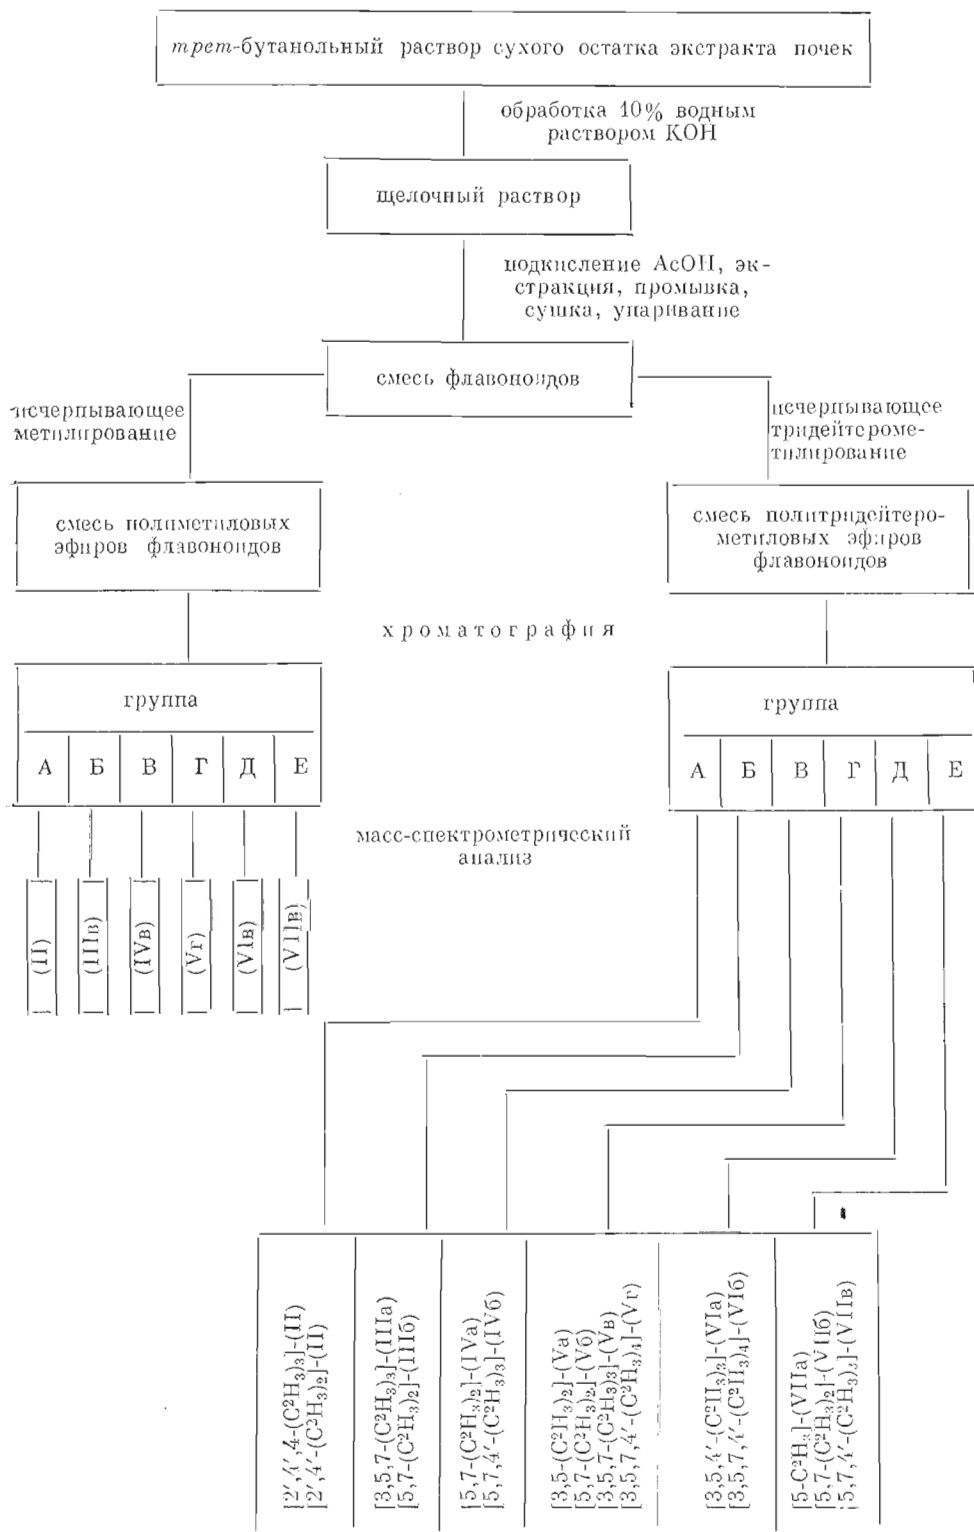 трет-бутанольный раствор сухого остатка экстракта почек
обработка 10% водным
раствором KOH
щелочный раствор
подкисление AcOH, эк-
стракция, промывка,
сушка, упаривание
смесь флавоноидов
исчерпывающее
метилирование
исчерпывающее
тридейтероме-
тилирование
смесь полиметиловых
эфиров флавоноидов
смесь политридейтеро-
метиловых эфиров
флавоноидов
хроматография
группа
А Б В Г Д Е
группа
А Б В Г Д Е
масс-спектрометрический
анализ
(II)
(IIIв)
(IVв)
(Vг)
(VIв)
(VIIв)
[2′,4′,4-(C²H₃)₃]-(II)
[2′,4′-(C²H₃)₂]-(II)
[3,5,7-(C²H₃)₃]-(IIIа)
[5,7-(C²H₃)₂]-(IIIб)
[5,7-(C²H₃)₂]-(IVа)
[5,7,4′-(C²H₃)₃]-(IVб)
[3,5-(C²H₃)₂]-(Vа)
[5,7-(C²H₃)₂]-(Vб)
[3,5,7-(C²H₃)₃]-(Vв)
[3,5,7,4′-(C²H₃)₄]-(Vг)
[3,5,4′-(C²H₃)₃]-(VIа)
[3,5,7,4′-(C²H₃)₄]-(VIб)
[5-C²H₃]-(VIIа)
[5,7-(C²H₃)₂]-(VIIб)
[5,7,4′-(C²H₃)₃]-(VIIв)